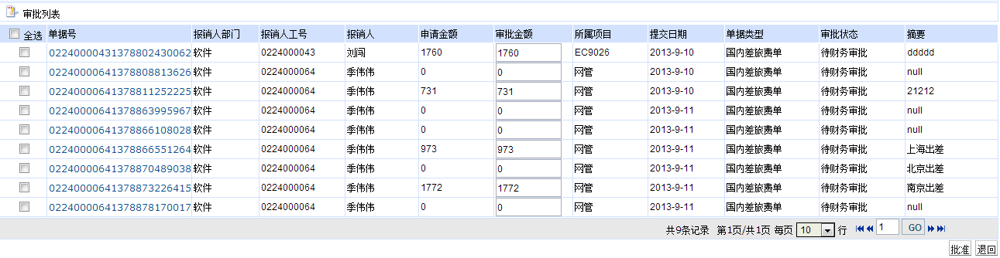 审批列表
全选 单据号 报销人部门 报销人工号 报销人 申请金额 审批金额 所属项目 提交日期 单据类型 审批状态 摘要
02240000431378802430062 软件 0224000043 刘闯 1760 1760 EC9026 2013-9-10 国内差旅费单 待财务审批 ddddd
02240000641378808813626 软件 0224000064 季伟伟 0 0 网管 2013-9-10 国内差旅费单 待财务审批 null
02240000641378811252225 软件 0224000064 季伟伟 731 731 网管 2013-9-10 国内差旅费单 待财务审批 21212
02240000641378863995967 软件 0224000064 季伟伟 0 0 网管 2013-9-11 国内差旅费单 待财务审批 null
02240000641378866108028 软件 0224000064 季伟伟 0 0 网管 2013-9-11 国内差旅费单 待财务审批 null
02240000641378866551264 软件 0224000064 季伟伟 973 973 网管 2013-9-11 国内差旅费单 待财务审批 上海出差
02240000641378870489038 软件 0224000064 季伟伟 0 0 网管 2013-9-11 国内差旅费单 待财务审批 北京出差
02240000641378873226415 软件 0224000064 季伟伟 1772 1772 网管 2013-9-11 国内差旅费单 待财务审批 南京出差
02240000641378878170017 软件 0224000064 季伟伟 0 0 网管 2013-9-11 国内差旅费单 待财务审批 null
共9条记录 第1页/共1页 每页 10 行 1 GO
批准 退回